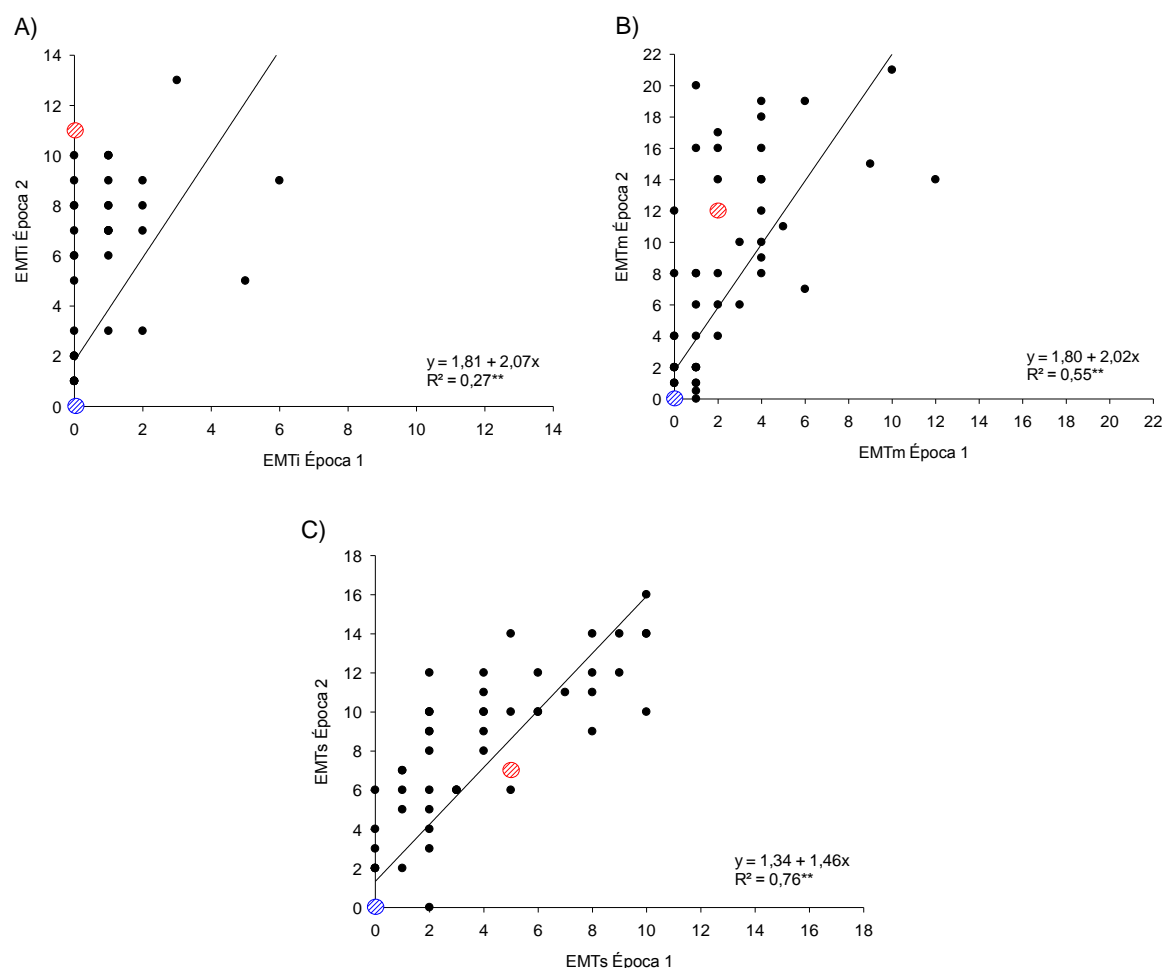 A)
14
12
10
8
6
4
2
0
EMTi Época 2
y = 1,81 + 2,07x
R² = 0,27**
0 2 4 6 8 10 12 14
EMTi Época 1
B)
22
20
18
16
14
12
10
8
6
4
2
0
EMTm Época 2
y = 1,80 + 2,02x
R² = 0,55**
0 2 4 6 8 10 12 14 16 18 20 22
EMTm Época 1
C)
18
16
14
12
10
8
6
4
2
0
EMTs Época 2
y = 1,34 + 1,46x
R² = 0,76**
0 2 4 6 8 10 12 14 16 18
EMTs Época 1